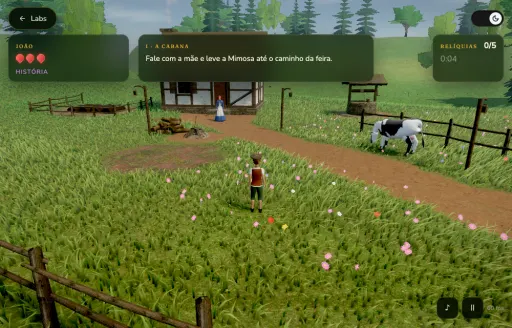 ← Labs
JOÃO
HISTÓRIA
1 · A CABANA
Fale com a mãe e leve a Mimosa até o caminho da feira.
RELÍQUIAS 0/5
0:04